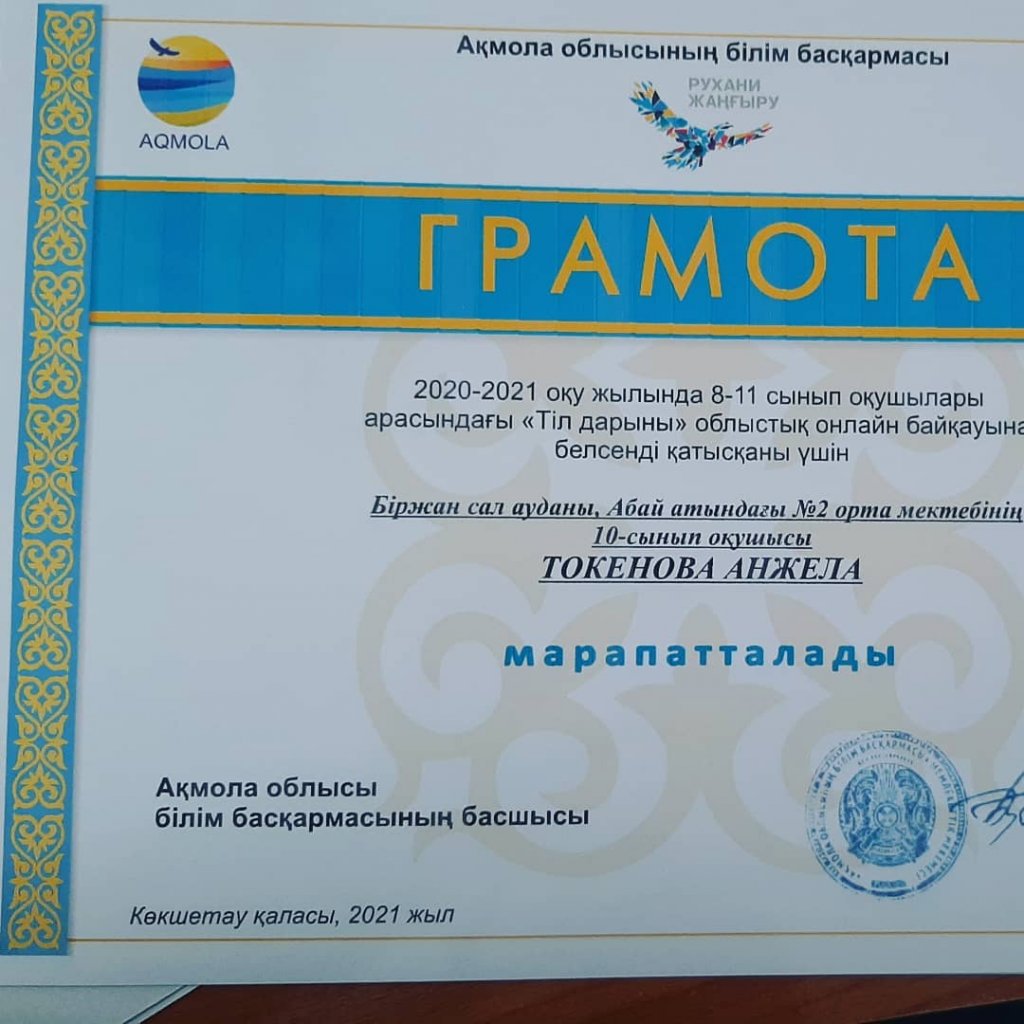 Ақмола облысының білім басқармасы
AQMOLA
РУХАНИ
ЖАҢҒЫРУ
ГРАМОТА
2020-2021 оқу жылында 8-11 сынып оқушылары
арасындағы «Тіл дарыны» облыстық онлайн байқауына
белсенді қатысқаны үшін
Біржан сал ауданы, Абай атындағы №2 орта мектебінің
10-сынып оқушысы
ТОКЕНОВА АНЖЕЛА
марапатталады
Ақмола облысы
білім басқармасының басшысы
Көкшетау қаласы, 2021 жыл